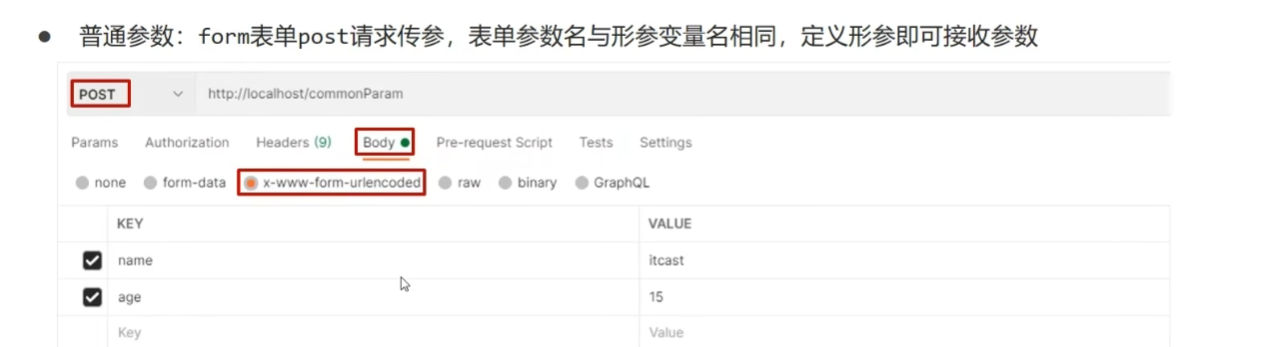 ● 普通参数：form表单post请求传参，表单参数名与形参变量名相同，定义形参即可接收参数
POST http://localhost/commonParam
Params Authorization Headers (9) Body Pre-request Script Tests Settings
none form-data x-www-form-urlencoded raw binary GraphQL
KEY VALUE
name itcast
age 15
Key Value